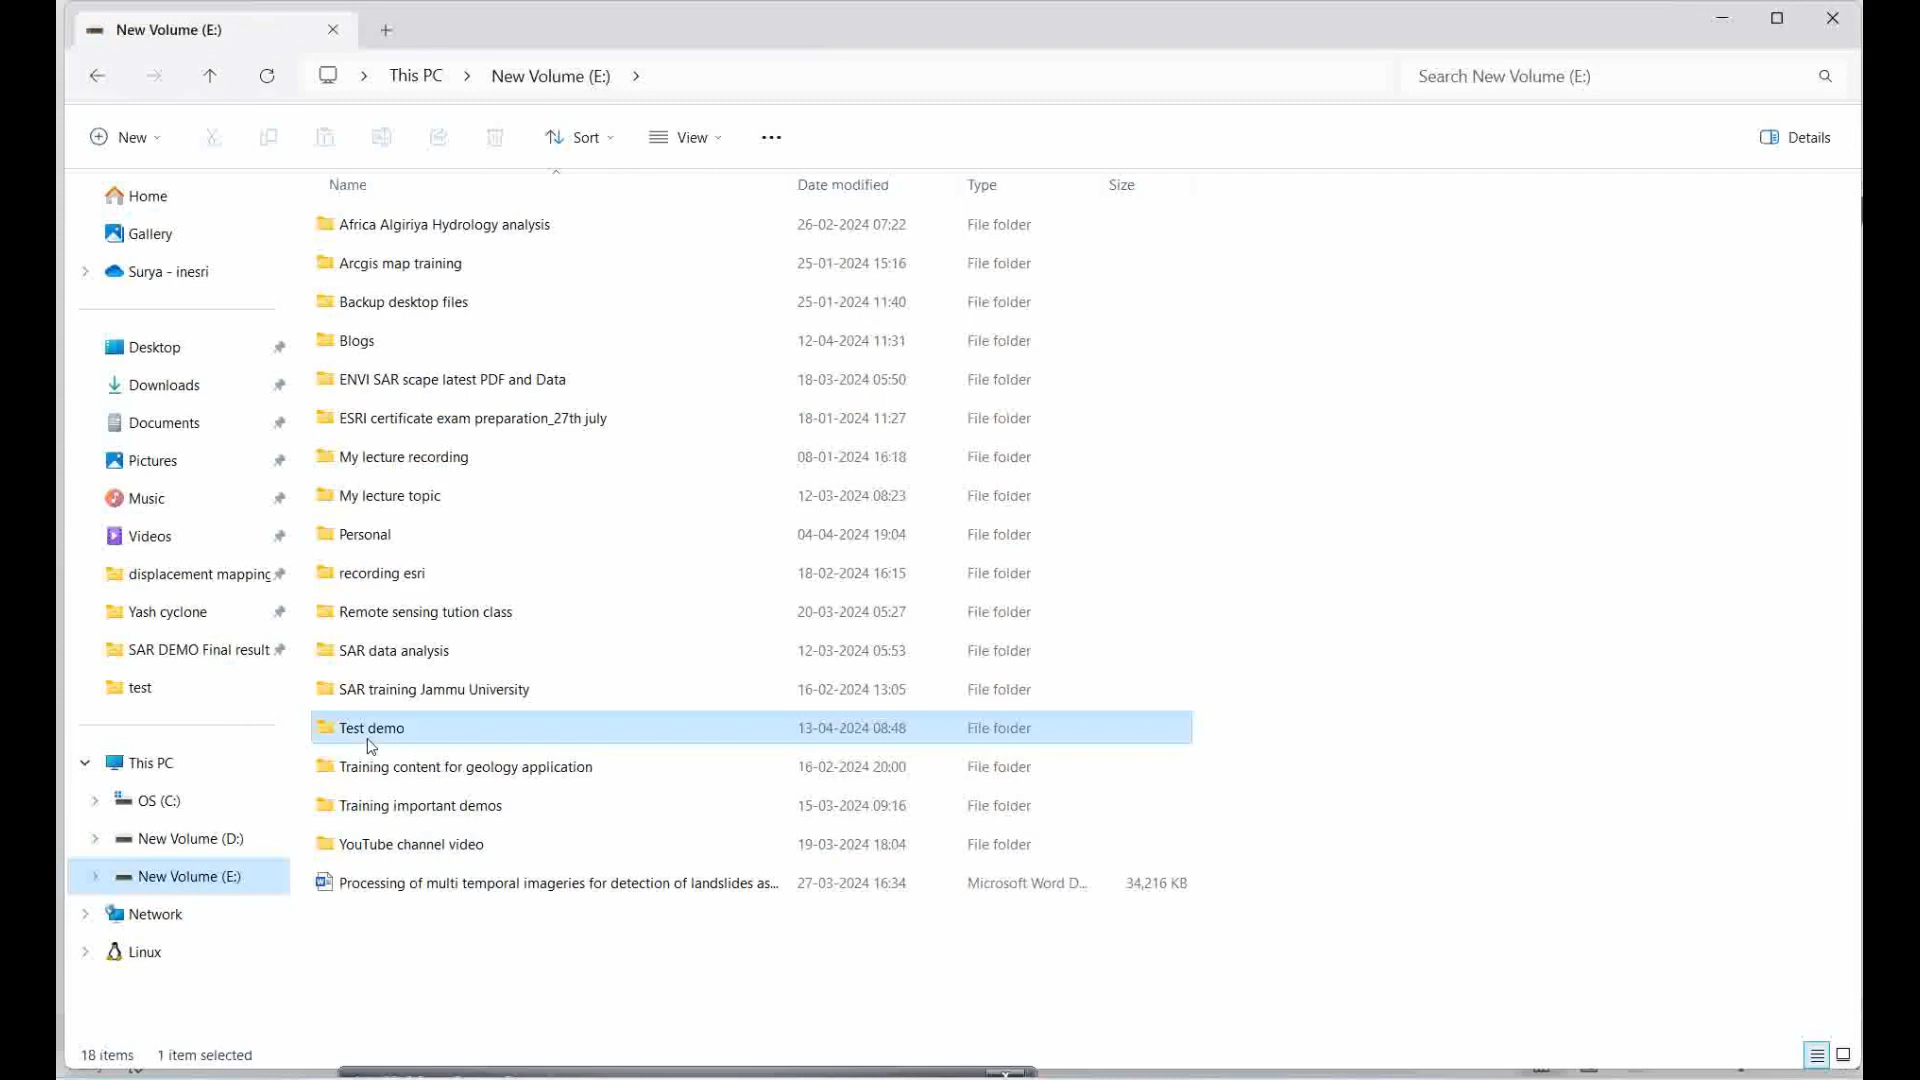 New Volume (E:)
This PC > New Volume (E:) >
Search New Volume (E:)
New
Sort
View
Details
Name Date modified Type Size
Home
Gallery
Surya - inesri
Desktop
Downloads
Documents
Pictures
Music
Videos
displacement mapping
Yash cyclone
SAR DEMO Final result
test
This PC
OS (C:)
New Volume (D:)
New Volume (E:)
Network
Linux
Africa Algiriya Hydrology analysis 26-02-2024 07:22 File folder
Arcgis map training 25-01-2024 15:16 File folder
Backup desktop files 25-01-2024 11:40 File folder
Blogs 12-04-2024 11:31 File folder
ENVI SAR scape latest PDF and Data 18-03-2024 05:50 File folder
ESRI certificate exam preparation_27th july 18-01-2024 11:27 File folder
My lecture recording 08-01-2024 16:18 File folder
My lecture topic 12-03-2024 08:23 File folder
Personal 04-04-2024 19:04 File folder
recording esri 18-02-2024 16:15 File folder
Remote sensing tution class 20-03-2024 05:27 File folder
SAR data analysis 12-03-2024 05:53 File folder
SAR training Jammu University 16-02-2024 13:05 File folder
Test demo 13-04-2024 08:48 File folder
Training content for geology application 16-02-2024 20:00 File folder
Training important demos 15-03-2024 09:16 File folder
YouTube channel video 19-03-2024 18:04 File folder
Processing of multi temporal imageries for detection of landslides as... 27-03-2024 16:34 Microsoft Word D... 34,216 KB
18 items 1 item selected